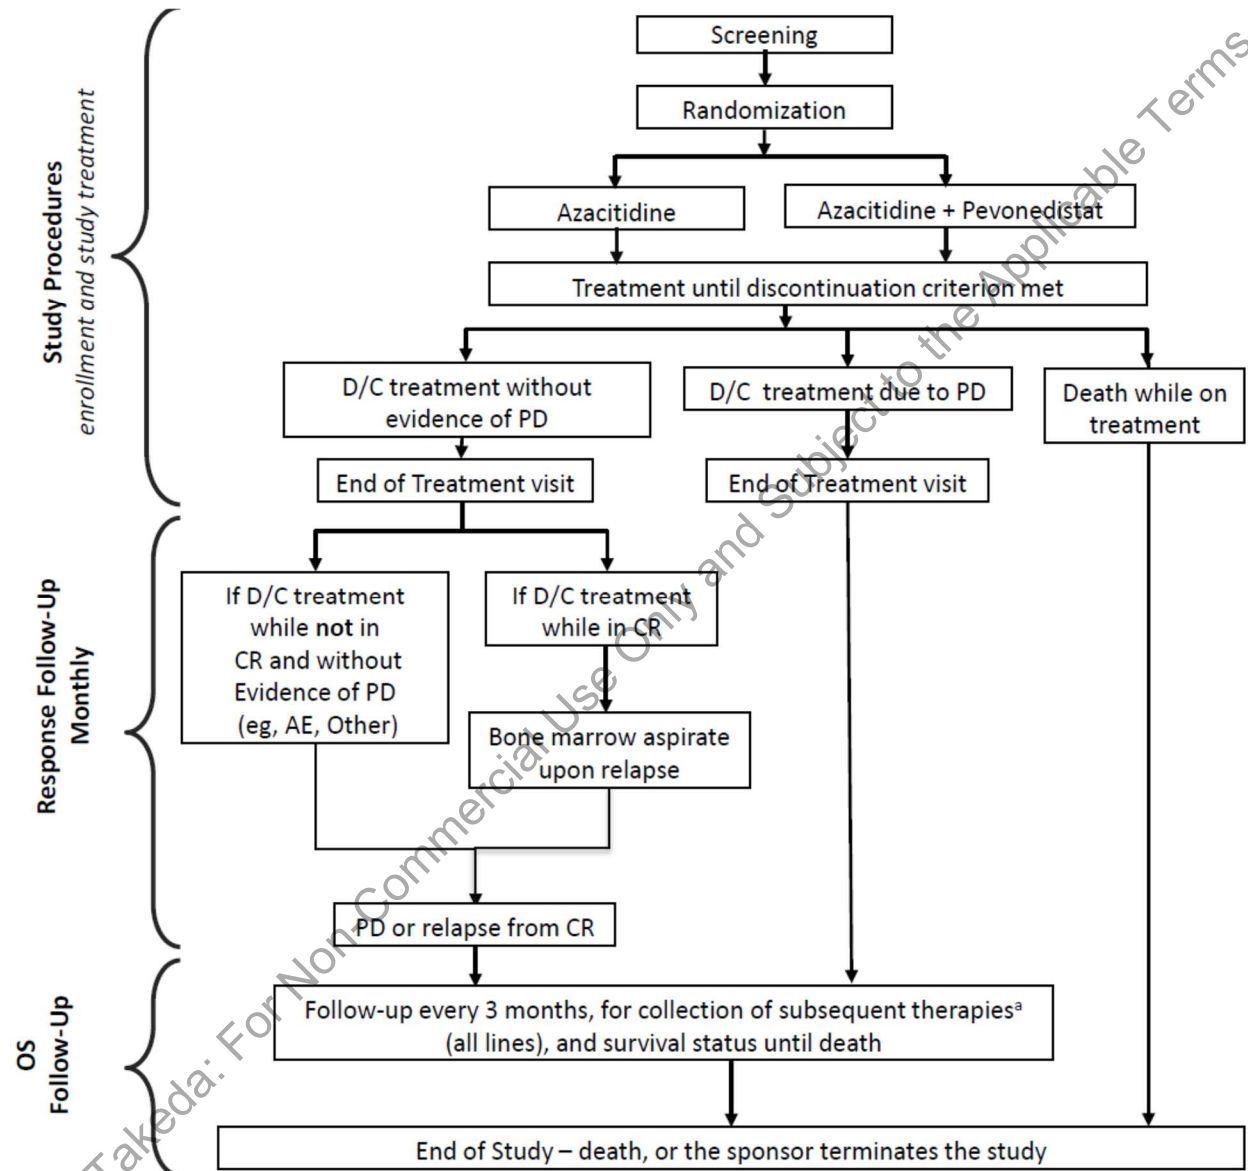 Screening
Randomization
Azacitidine
Azacitidine + Pevonedistat
Treatment until discontinuation criterion met
Study Procedures
enrollment and study treatment
D/C treatment without
evidence of PD
D/C treatment due to PD
Death while on
treatment
End of Treatment visit
End of Treatment visit
Response Follow-Up
Monthly
If D/C treatment
while not in
CR and without
Evidence of PD
(eg, AE, Other)
If D/C treatment
while in CR
Bone marrow aspirate
upon relapse
PD or relapse from CR
OS
Follow-Up
Follow-up every 3 months, for collection of subsequent therapiesᵃ
(all lines), and survival status until death
End of Study – death, or the sponsor terminates the study
Takeda: For Non-Commercial Use Only and Subject to the Applicable Terms